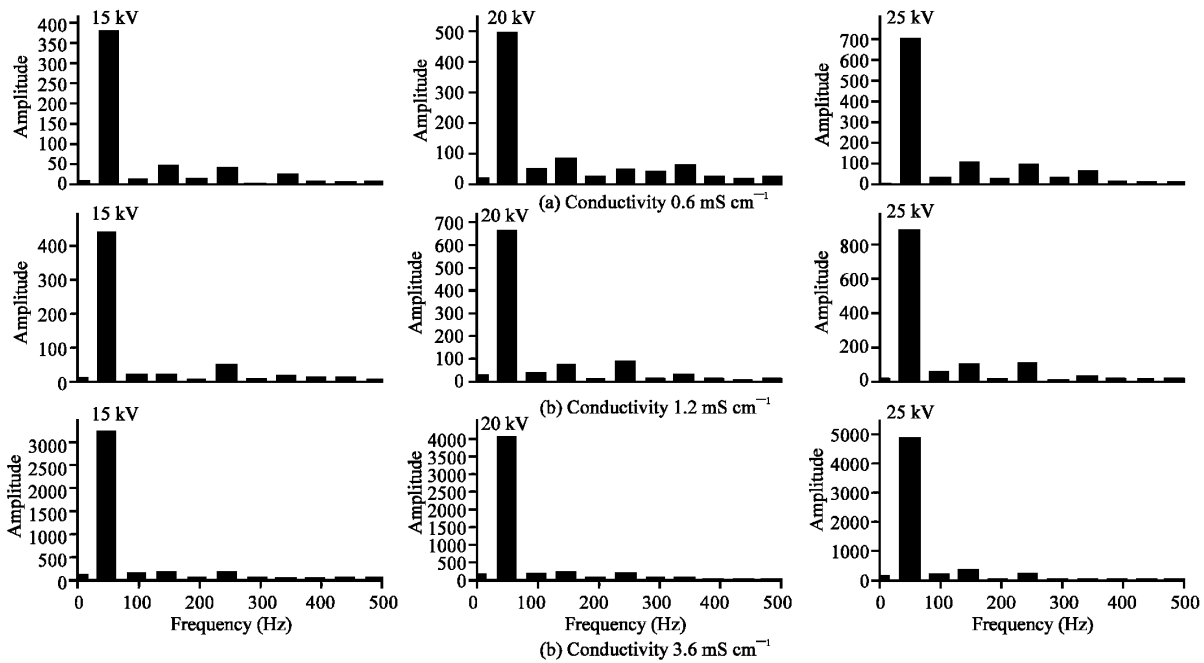 15 kV
Amplitude
400
350
300
250
200
150
100
50
0
20 kV
Amplitude
500
400
300
200
100
0
25 kV
Amplitude
700
600
500
400
300
200
100
0
(a) Conductivity 0.6 mS cm⁻¹
15 kV
Amplitude
400
300
200
100
0
20 kV
Amplitude
700
600
500
400
300
200
100
0
25 kV
Amplitude
800
600
400
200
0
(b) Conductivity 1.2 mS cm⁻¹
15 kV
Amplitude
3000
2500
2000
1500
1000
500
0
0 100 200 300 400 500
Frequency (Hz)
20 kV
Amplitude
4000
3500
3000
2500
2000
1500
1000
500
0
0 100 200 300 400 500
Frequency (Hz)
25 kV
Amplitude
5000
4000
3000
2000
1000
0
0 100 200 300 400 500
Frequency (Hz)
(b) Conductivity 3.6 mS cm⁻¹